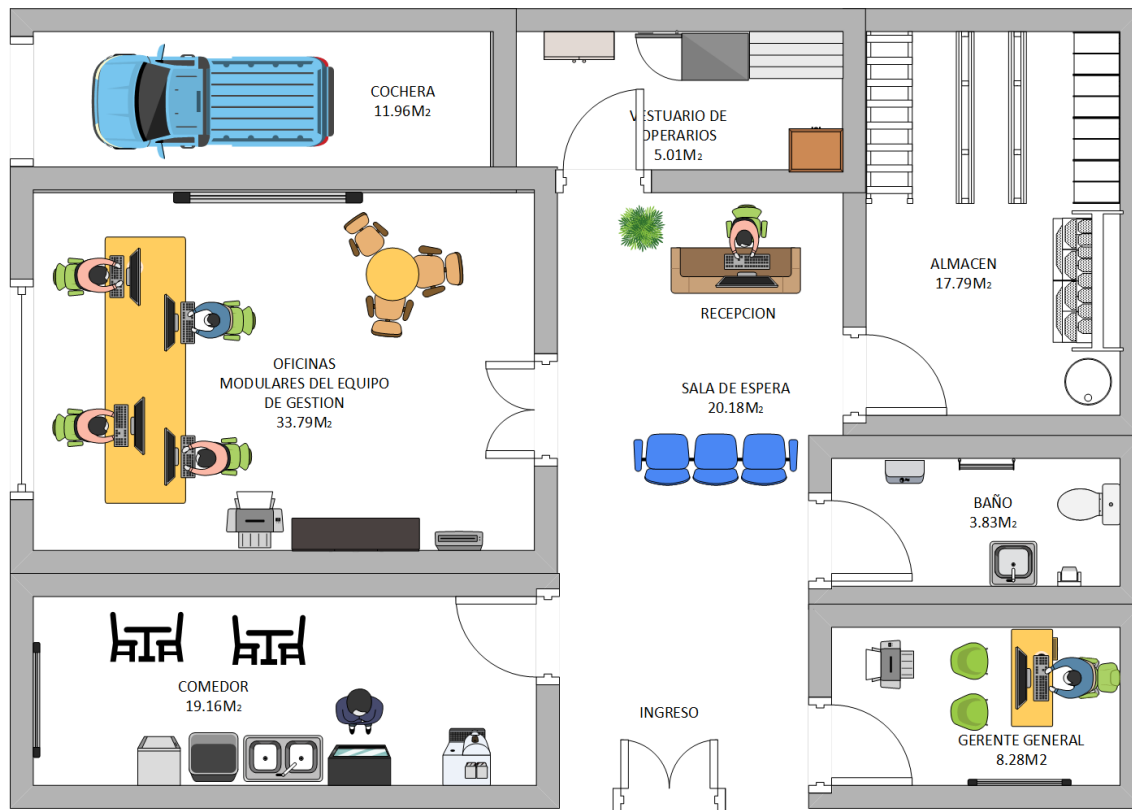 COCHERA
11.96M2
VESTUARIO DE
OPERARIOS
5.01M2
ALMACEN
17.79M2
RECEPCION
OFICINAS
MODULARES DEL EQUIPO
DE GESTION
33.79M2
SALA DE ESPERA
20.18M2
BAÑO
3.83M2
COMEDOR
19.16M2
INGRESO
GERENTE GENERAL
8.28M2